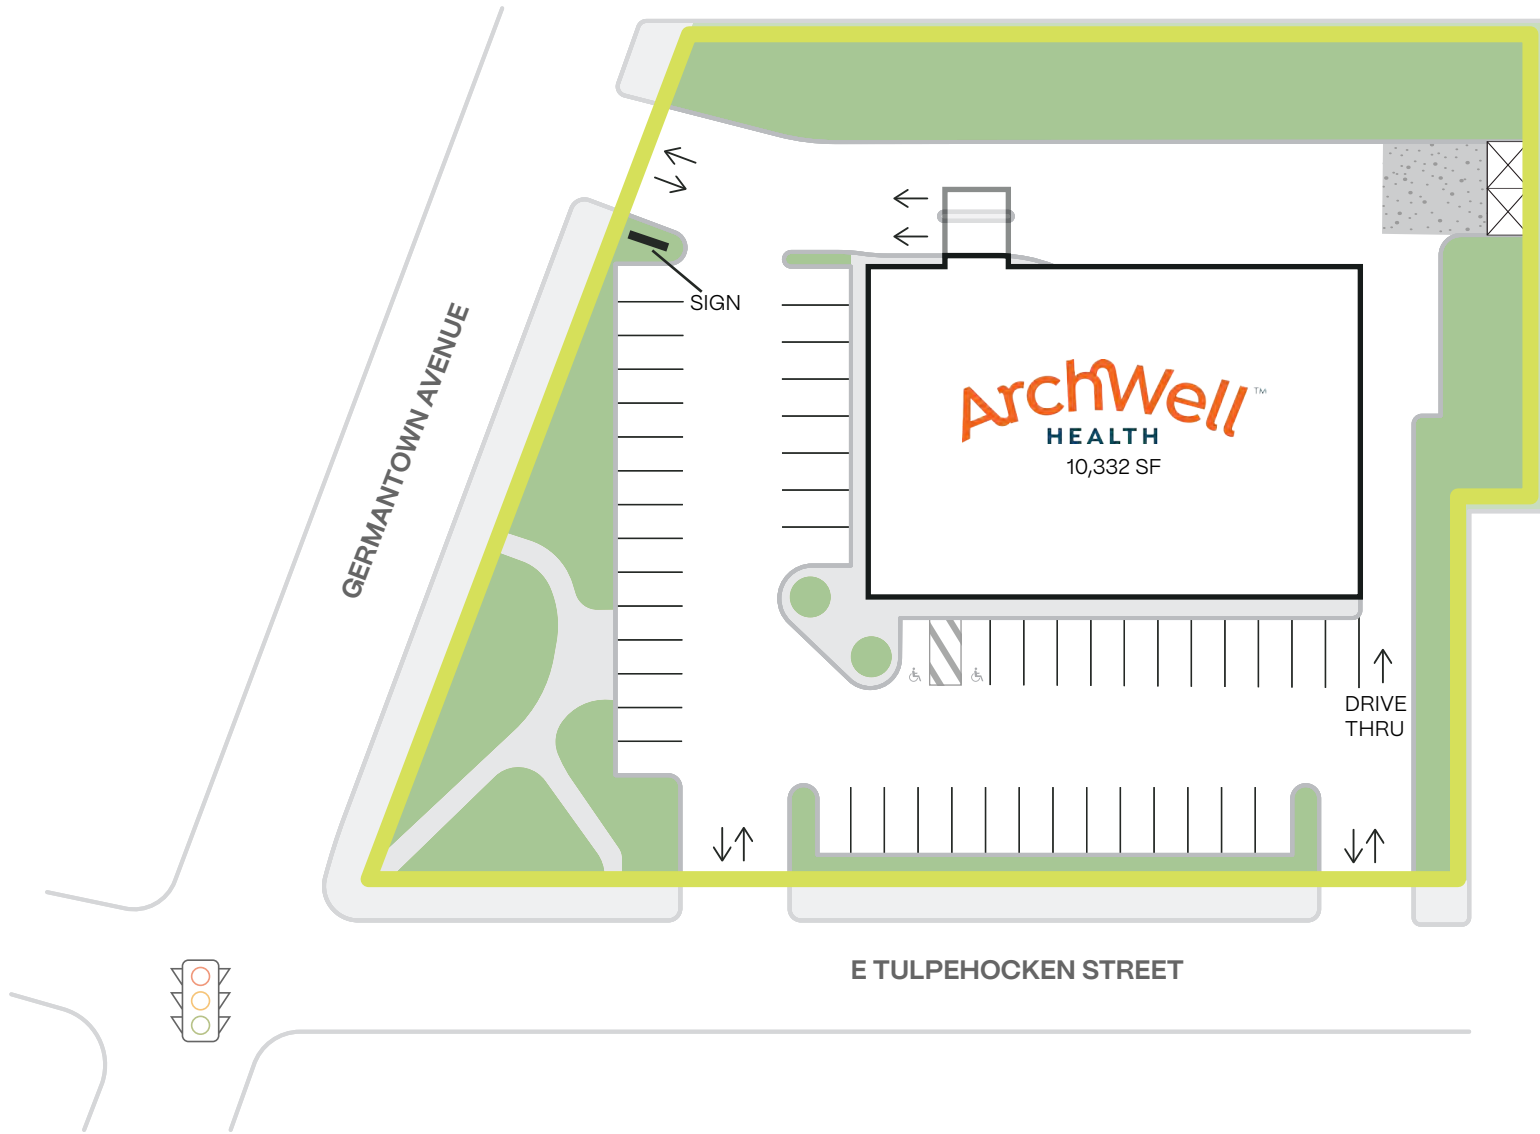 SIGN
GERMANTOWN AVENUE
ArchWell™
HEALTH
10,332 SF
DRIVE
THRU
E TULPEHOCKEN STREET